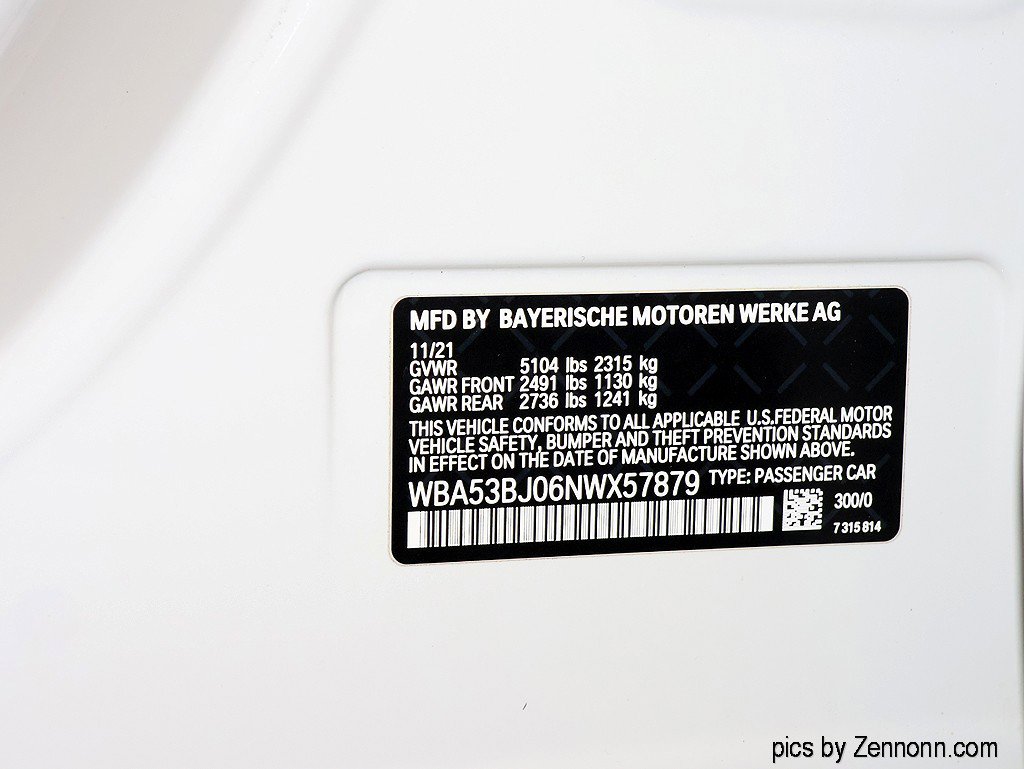 MFD BY BAYERISCHE MOTOREN WERKE AG
11/21
GVWR 5104 lbs 2315 kg
GAWR FRONT 2491 lbs 1130 kg
GAWR REAR 2736 lbs 1241 kg
THIS VEHICLE CONFORMS TO ALL APPLICABLE U.S.FEDERAL MOTOR
VEHICLE SAFETY, BUMPER AND THEFT PREVENTION STANDARDS
IN EFFECT ON THE DATE OF MANUFACTURE SHOWN ABOVE.
WBA53BJ06NWX57879 TYPE: PASSENGER CAR
300/0
7 315 814
pics by Zennonn.com